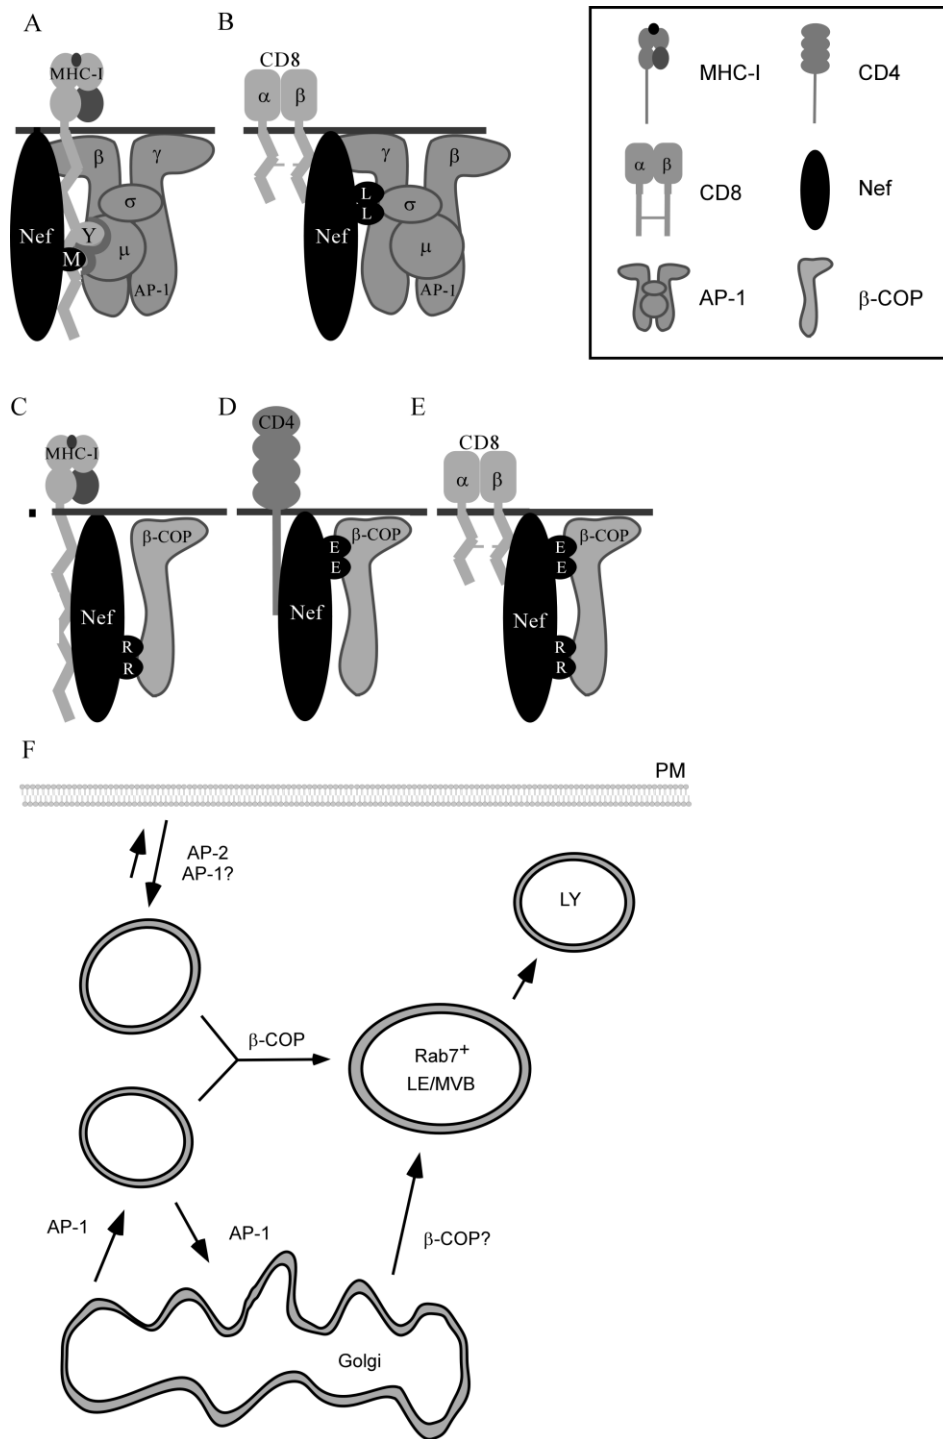 A
MHC-I
β
γ
σ
Y
Nef
M
μ
AP-1
B
CD8
α
β
γ
β
L
L
σ
Nef
μ
AP-1
MHC-I
CD4
α
β
CD8
Nef
AP-1
β-COP
C
MHC-I
β-COP
Nef
R
R
D
CD4
β-COP
E
E
Nef
E
CD8
α
β
β-COP
E
E
Nef
R
R
F
PM
AP-2
AP-1?
LY
β-COP
Rab7+
LE/MVB
AP-1
AP-1
β-COP?
Golgi